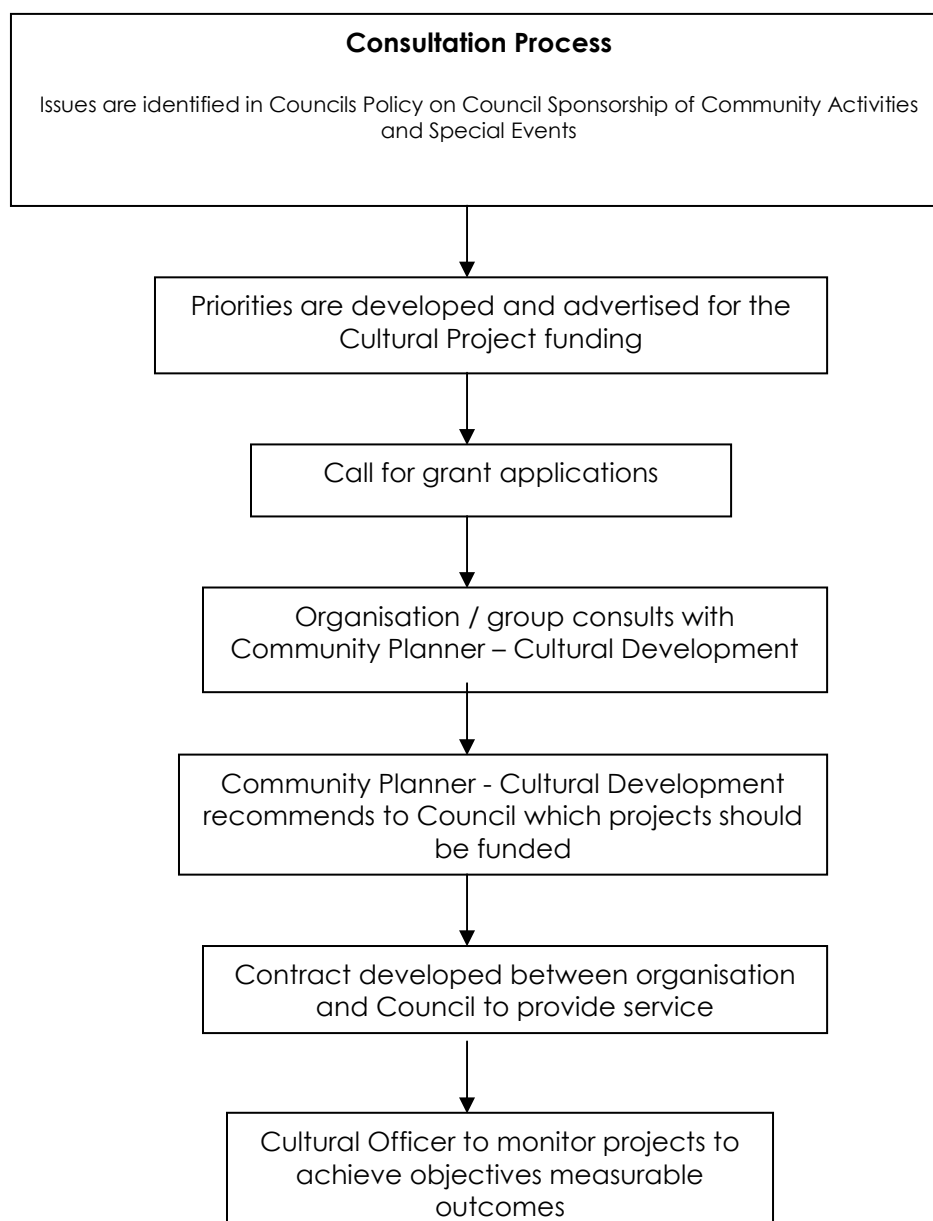 Consultation Process
Issues are identified in Councils Policy on Council Sponsorship of Community Activities
and Special Events
Priorities are developed and advertised for the
Cultural Project funding
Call for grant applications
Organisation / group consults with
Community Planner – Cultural Development
Community Planner - Cultural Development
recommends to Council which projects should
be funded
Contract developed between organisation
and Council to provide service
Cultural Officer to monitor projects to
achieve objectives measurable
outcomes